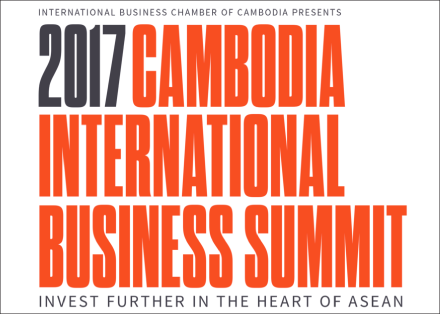 INTERNATIONAL BUSINESS CHAMBER OF CAMBODIA PRESENTS
2017 CAMBODIA
INTERNATIONAL
BUSINESS SUMMIT
INVEST FURTHER IN THE HEART OF ASEAN